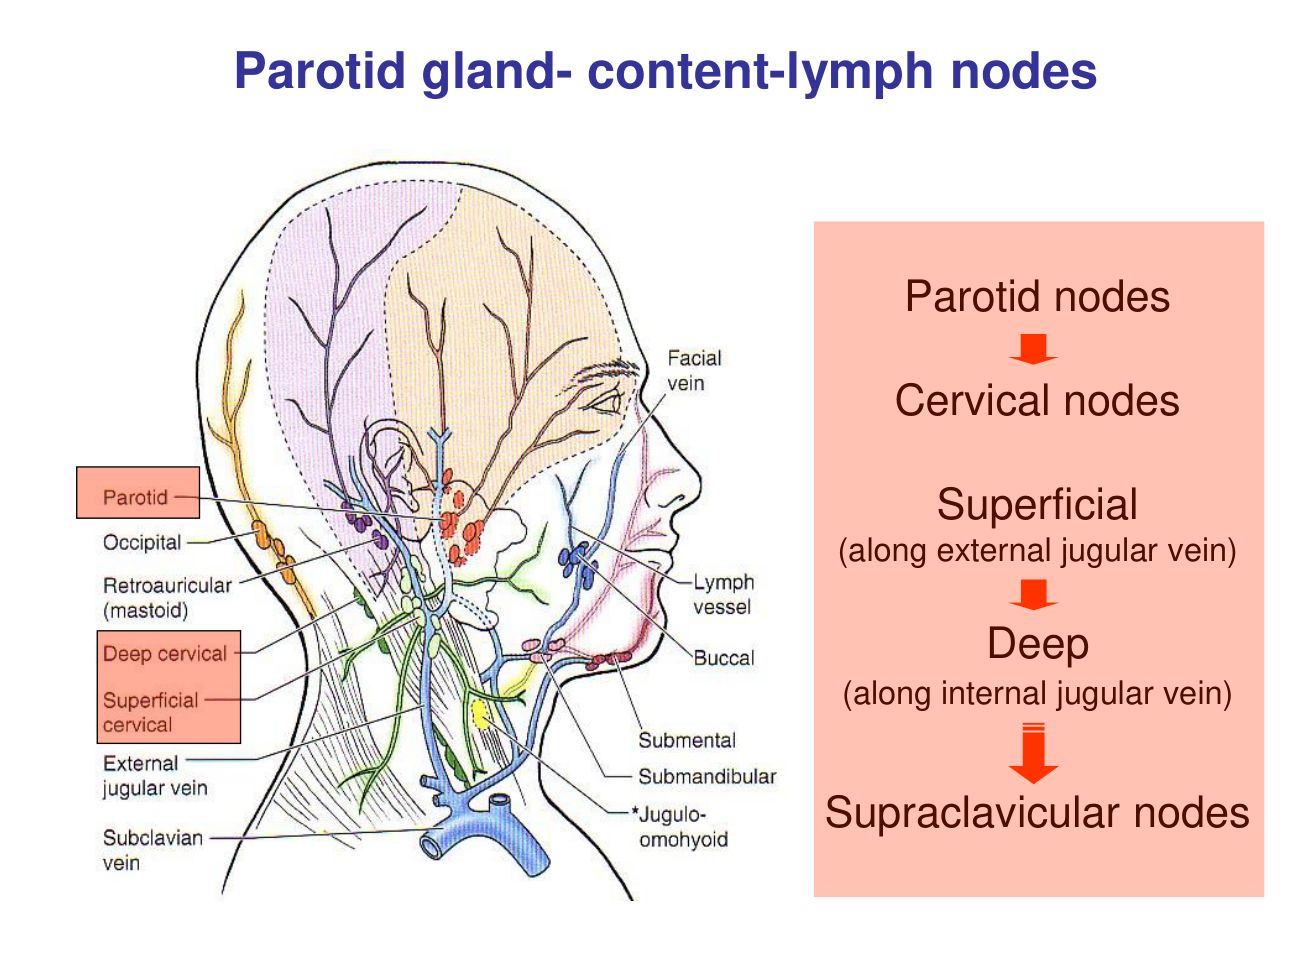 Parotid gland- content-lymph nodes
Facial
vein
Parotid
Occipital
Retroauricular
(mastoid)
Deep cervical
Superficial
cervical
External
jugular vein
Subclavian
vein
Lymph
vessel
Buccal
Submental
Submandibular
*Jugulo-
omohyoid
Parotid nodes
Cervical nodes
Superficial
(along external jugular vein)
Deep
(along internal jugular vein)
Supraclavicular nodes